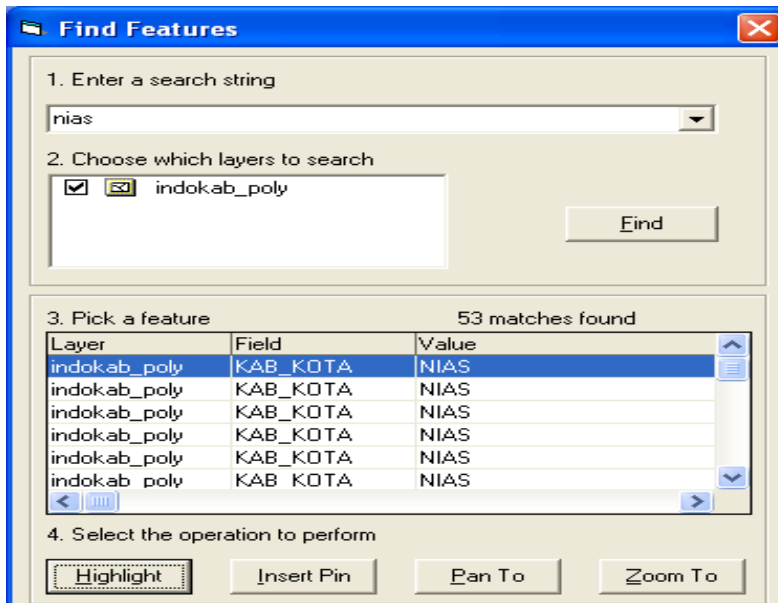 Find Features
1. Enter a search string
nias
2. Choose which layers to search
indokab_poly
Find
3. Pick a feature 53 matches found
Layer Field Value
indokab_poly KAB_KOTA NIAS
indokab_poly KAB_KOTA NIAS
indokab_poly KAB_KOTA NIAS
indokab_poly KAB_KOTA NIAS
indokab_poly KAB_KOTA NIAS
indokab_poly KAB_KOTA NIAS
4. Select the operation to perform
Highlight Insert Pin Pan To Zoom To